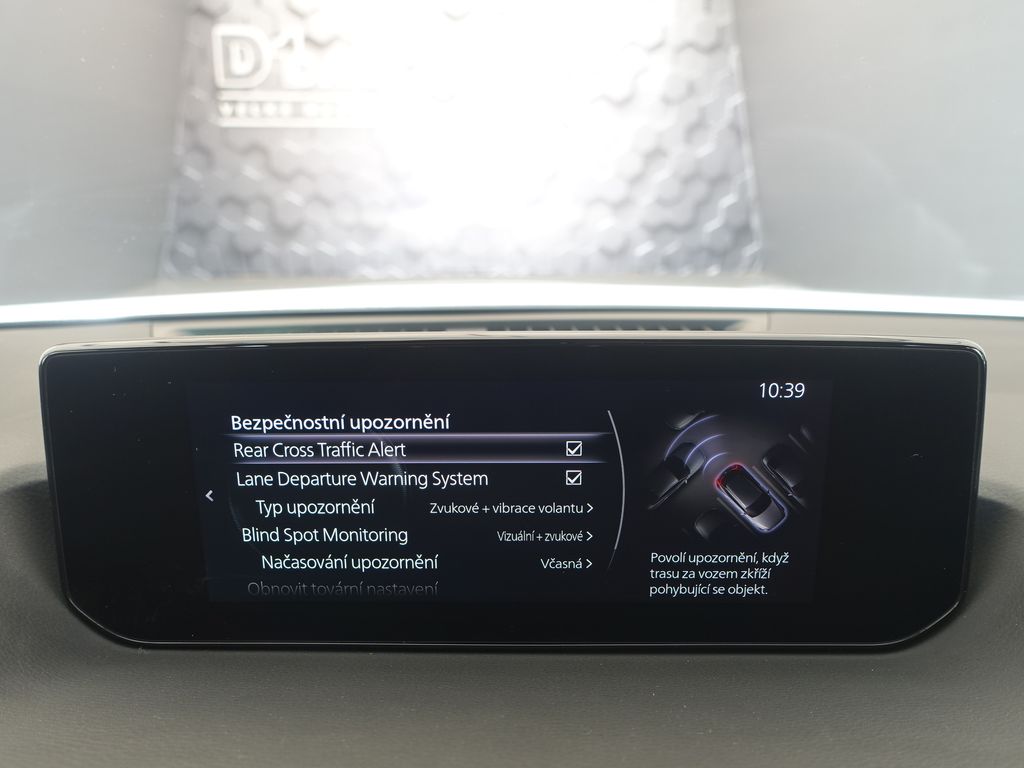 10:39
Bezpečnostní upozornění
Rear Cross Traffic Alert
Lane Departure Warning System
Typ upozornění Zvukové + vibrace volantu >
Blind Spot Monitoring Vizuální + zvukové >
Načasování upozornění Včasná >
Obnovit tovární nastavení
Povolí upozornění, když
trasu za vozem zkříží
pohybující se objekt.